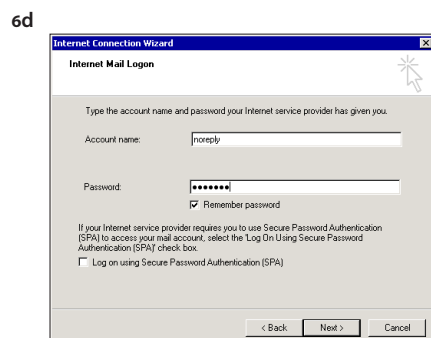 6d
Internet Connection Wizard
Internet Mail Logon
Type the account name and password your Internet service provider has given you.
Account name:
noreply
Password:
•••••••
Remember password
If your Internet service provider requires you to use Secure Password Authentication
(SPA) to access your mail account, select the 'Log On Using Secure Password
Authentication (SPA)' check box.
Log on using Secure Password Authentication (SPA)
< Back Next > Cancel